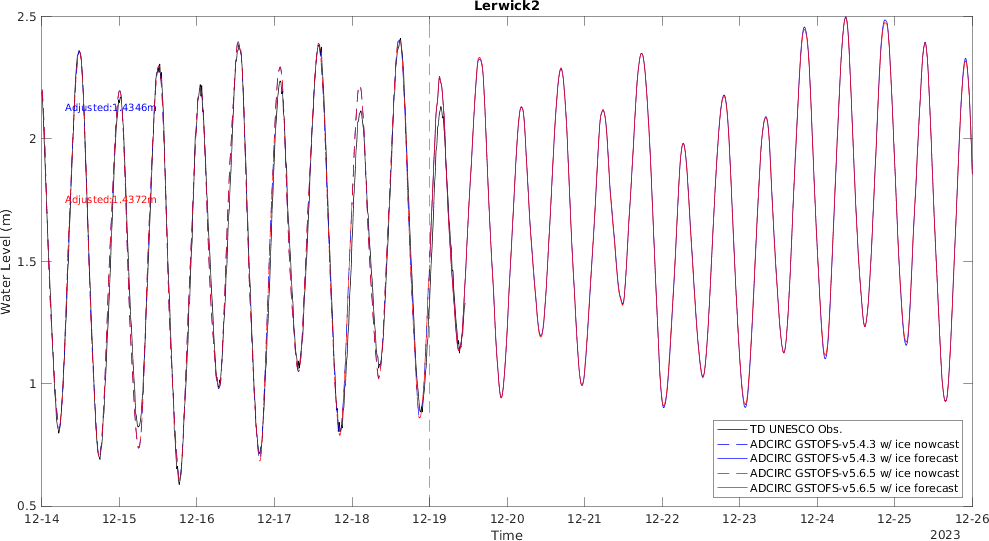 Lerwick2
2.5
2
1.5
1
0.5
Water Level (m)
Adjusted:1.4346m
Adjusted:1.4372m
TD UNESCO Obs.
ADCIRC GSTOFS-v5.4.3 w/ ice nowcast
ADCIRC GSTOFS-v5.4.3 w/ ice forecast
ADCIRC GSTOFS-v5.6.5 w/ ice nowcast
ADCIRC GSTOFS-v5.6.5 w/ ice forecast
12-14 12-15 12-16 12-17 12-18 12-19 12-20 12-21 12-22 12-23 12-24 12-25 12-26
Time
2023